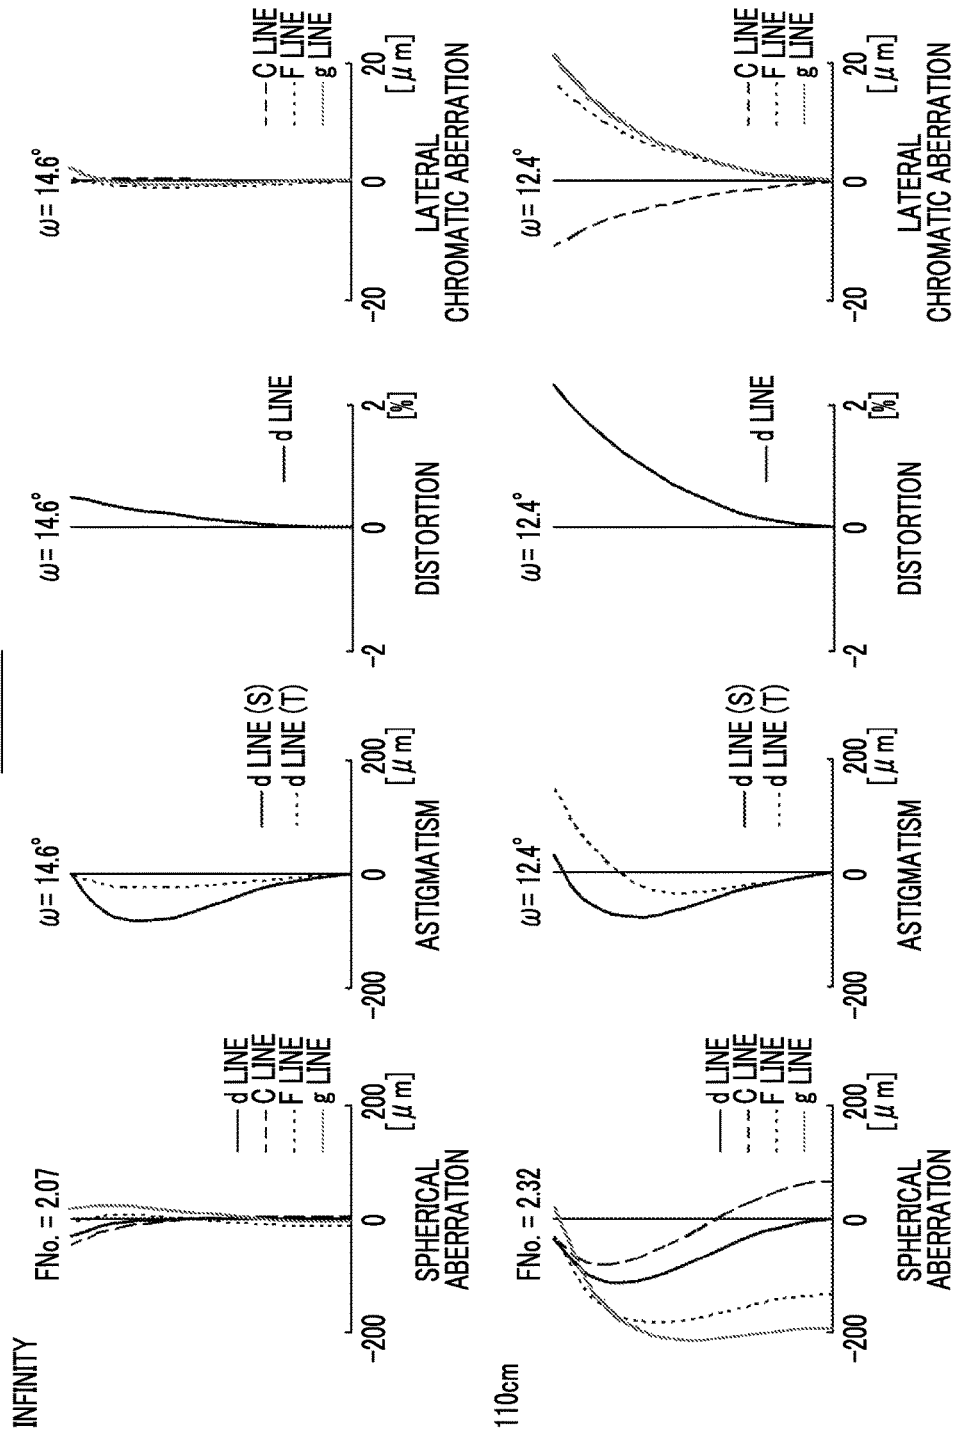 INFINITY
FNo. = 2.07
d LINE
C LINE
F LINE
g LINE
-200
0
200
[μm]
SPHERICAL
ABERRATION
ω= 14.6°
d LINE (S)
d LINE (T)
-200
0
200
[μm]
ASTIGMATISM
ω= 14.6°
d LINE
-2
0
2
[%]
DISTORTION
ω= 14.6°
C LINE
F LINE
g LINE
-20
0
20
[μm]
LATERAL
CHROMATIC ABERRATION
110cm
FNo. = 2.32
d LINE
C LINE
F LINE
g LINE
-200
0
200
[μm]
SPHERICAL
ABERRATION
ω= 12.4°
d LINE (S)
d LINE (T)
-200
0
200
[μm]
ASTIGMATISM
ω= 12.4°
d LINE
-2
0
2
[%]
DISTORTION
ω= 12.4°
C LINE
F LINE
g LINE
-20
0
20
[μm]
LATERAL
CHROMATIC ABERRATION